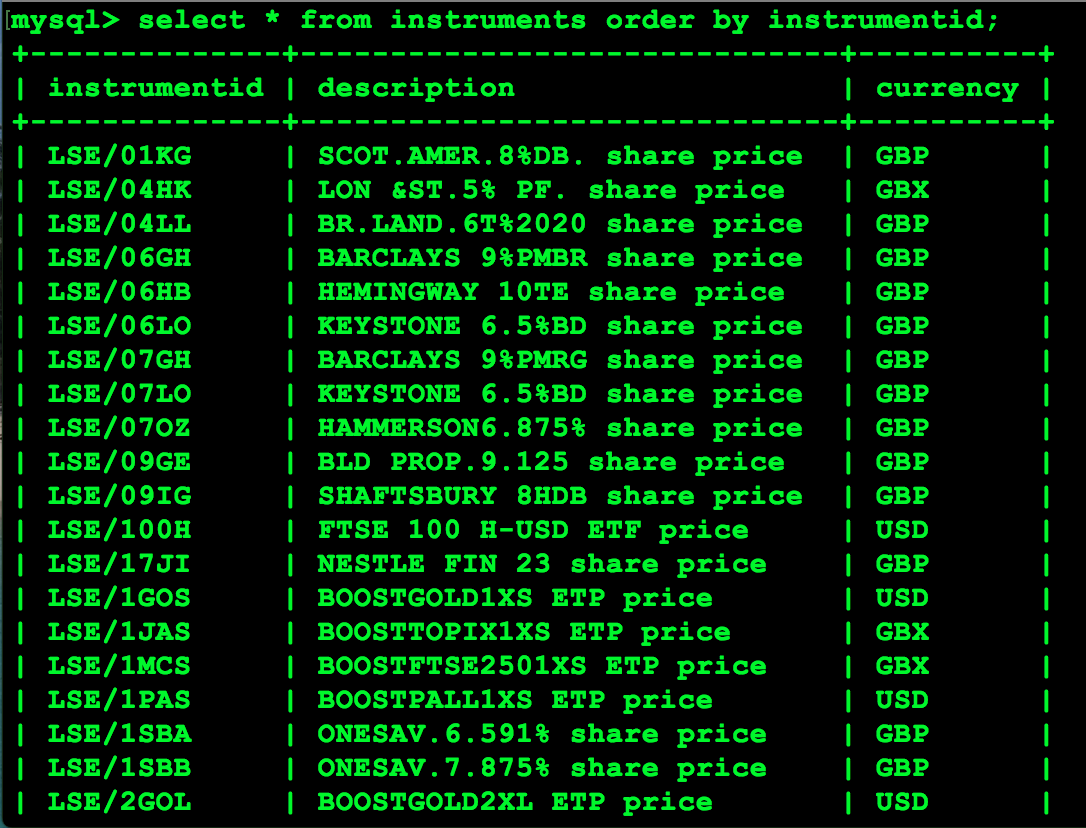 mysql> select * from instruments order by instrumentid;
+--------------+------------------------------+----------+
| instrumentid | description                  | currency |
+--------------+------------------------------+----------+
| LSE/01KG     | SCOT.AMER.8%DB. share price  | GBP      |
| LSE/04HK     | LON &ST.5% PF. share price   | GBX      |
| LSE/04LL     | BR.LAND.6T%2020 share price  | GBP      |
| LSE/06GH     | BARCLAYS 9%PMBR share price  | GBP      |
| LSE/06HB     | HEMINGWAY 10TE share price   | GBP      |
| LSE/06LO     | KEYSTONE 6.5%BD share price  | GBP      |
| LSE/07GH     | BARCLAYS 9%PMRG share price  | GBP      |
| LSE/07LO     | KEYSTONE 6.5%BD share price  | GBP      |
| LSE/07OZ     | HAMMERSON6.875% share price  | GBP      |
| LSE/09GE     | BLD PROP.9.125 share price   | GBP      |
| LSE/09IG     | SHAFTSBURY 8HDB share price  | GBP      |
| LSE/100H     | FTSE 100 H-USD ETF price     | USD      |
| LSE/17JI     | NESTLE FIN 23 share price    | GBP      |
| LSE/1GOS     | BOOSTGOLD1XS ETP price       | USD      |
| LSE/1JAS     | BOOSTTOPIX1XS ETP price      | GBX      |
| LSE/1MCS     | BOOSTFTSE2501XS ETP price    | GBX      |
| LSE/1PAS     | BOOSTPALL1XS ETP price       | USD      |
| LSE/1SBA     | ONESAV.6.591% share price    | GBP      |
| LSE/1SBB     | ONESAV.7.875% share price    | GBP      |
| LSE/2GOL     | BOOSTGOLD2XL ETP price       | USD      |